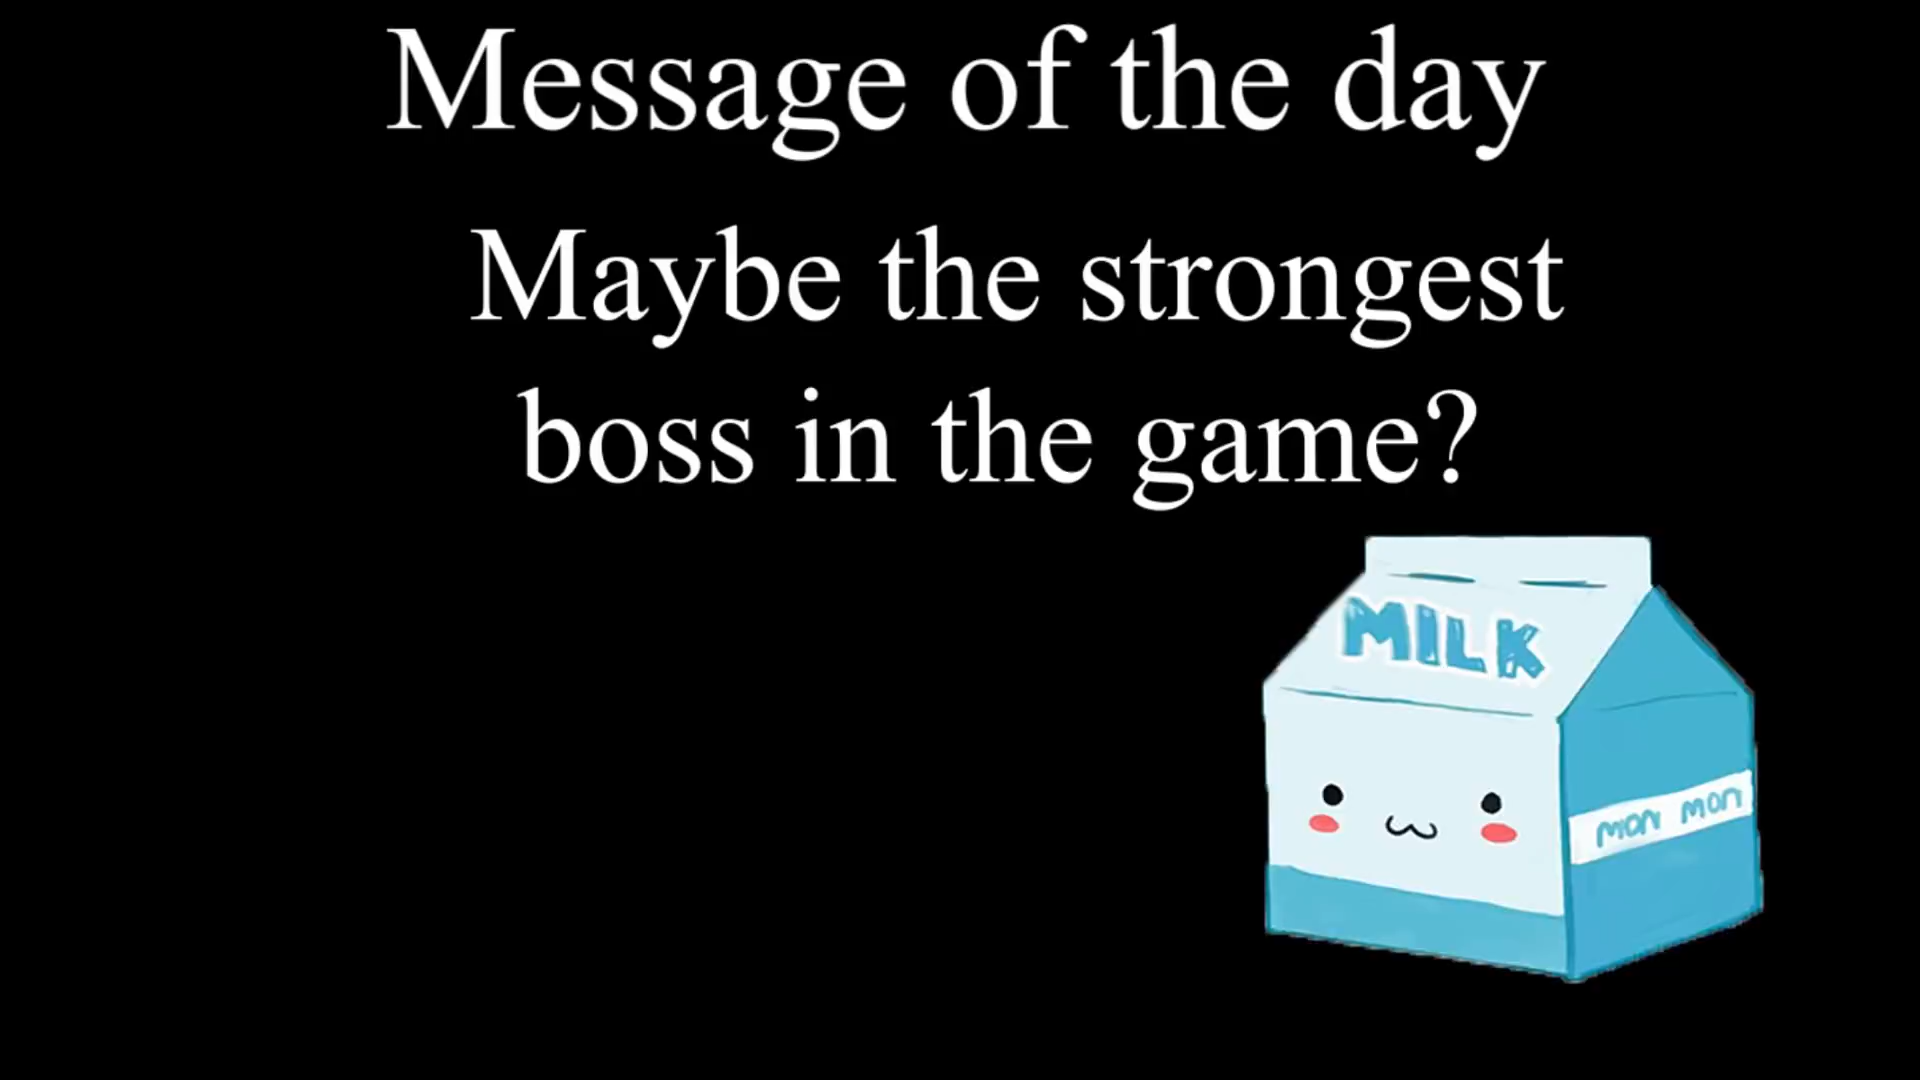 Message of the day
Maybe the strongest
boss in the game?
MILK
mon mon